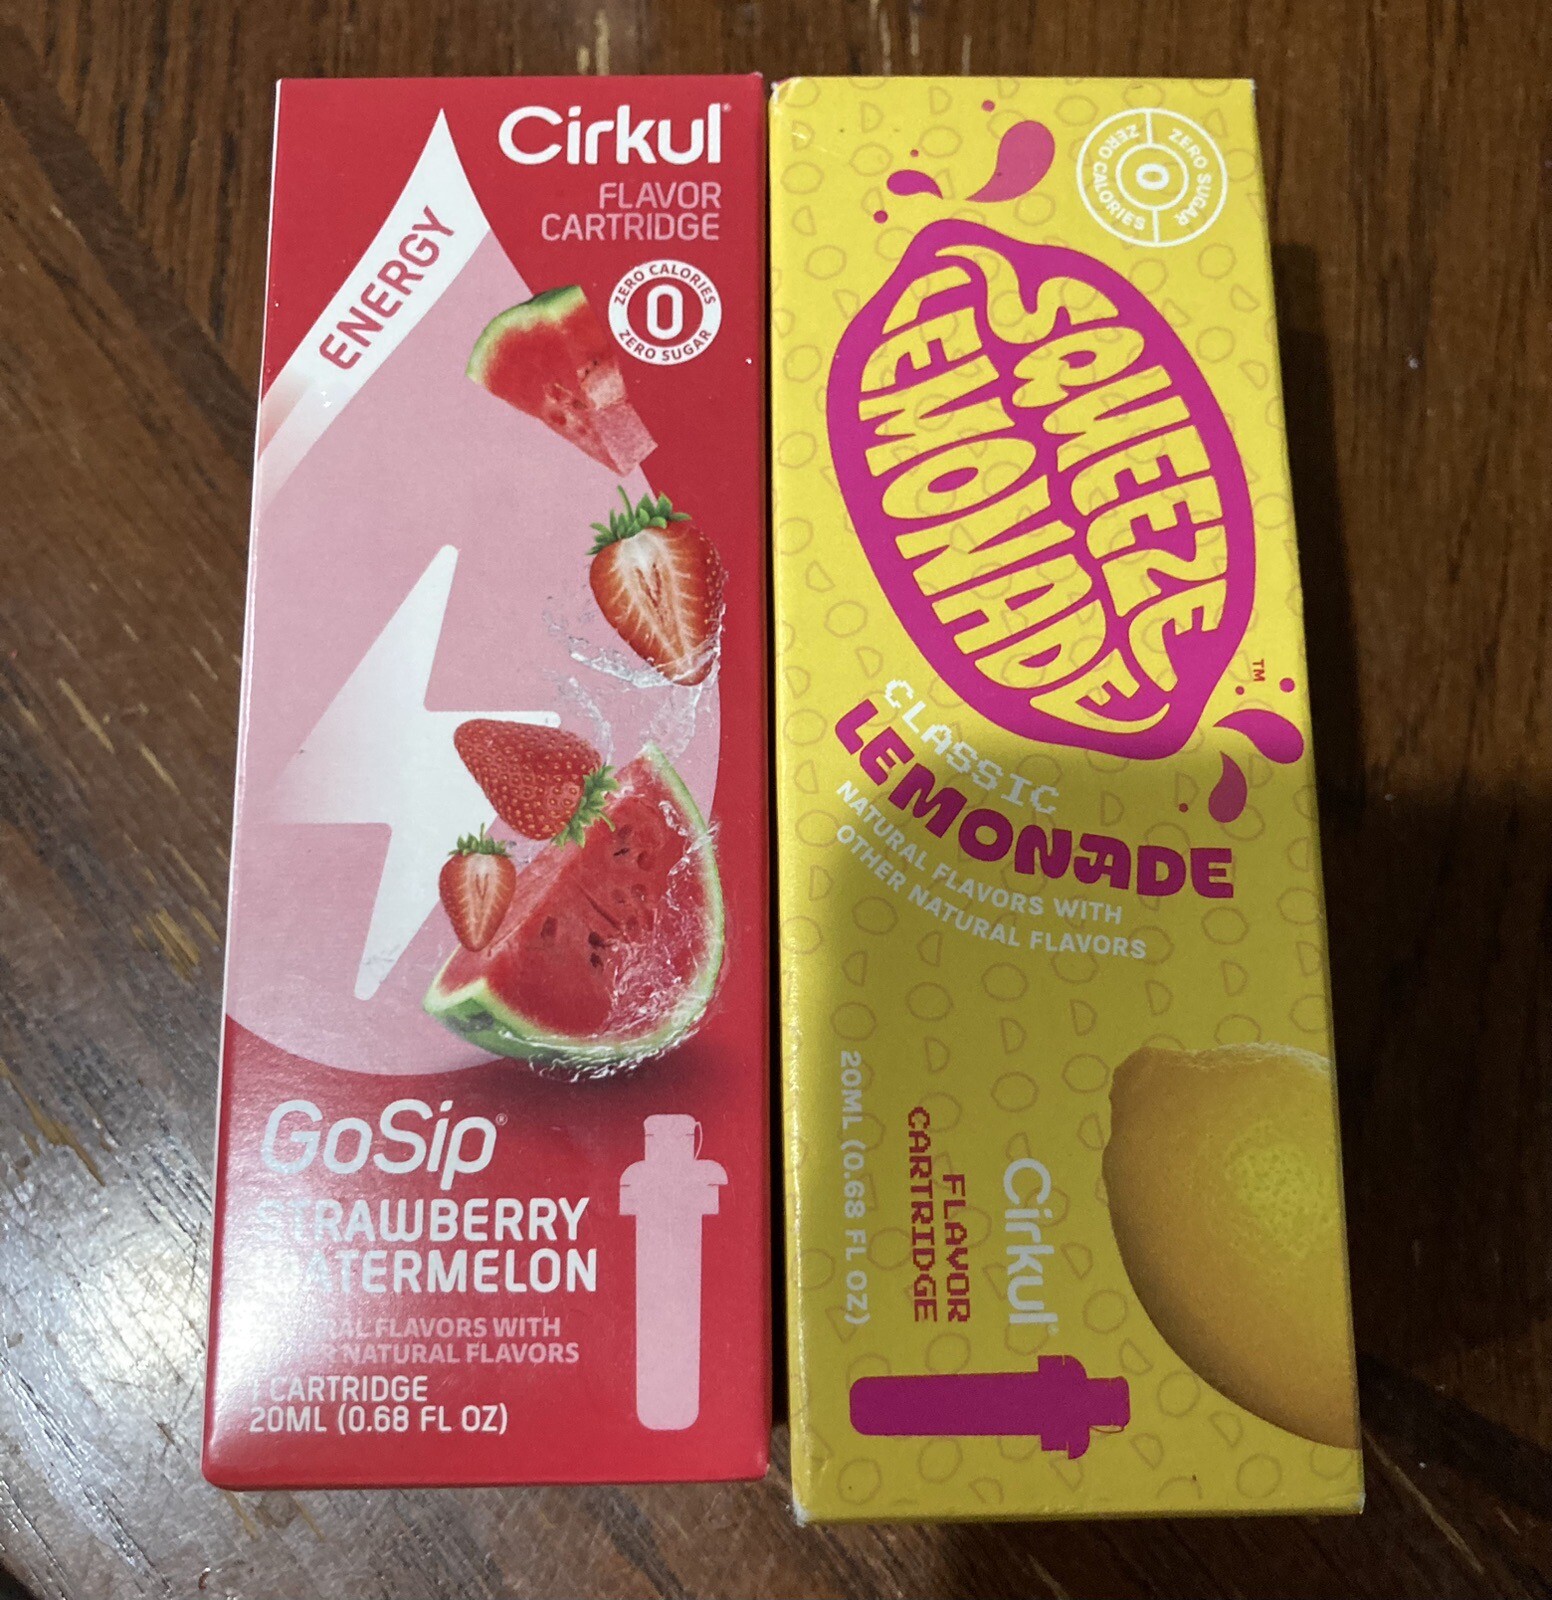 Cirkul®
FLAVOR
CARTRIDGE
ENERGY
ZERO CALORIES
0
ZERO SUGAR
GoSip®
STRAWBERRY
WATERMELON
NATURAL FLAVORS WITH
OTHER NATURAL FLAVORS
1 CARTRIDGE
20ML (0.68 FL OZ)
ZERO SUGAR
0
ZERO CALORIES
SQUEEZE
LEMONADE
TM
CLASSIC
LEMONADE
NATURAL FLAVORS WITH
OTHER NATURAL FLAVORS
Cirkul®
FLAVOR
CARTRIDGE
20ML (0.68 FL OZ)